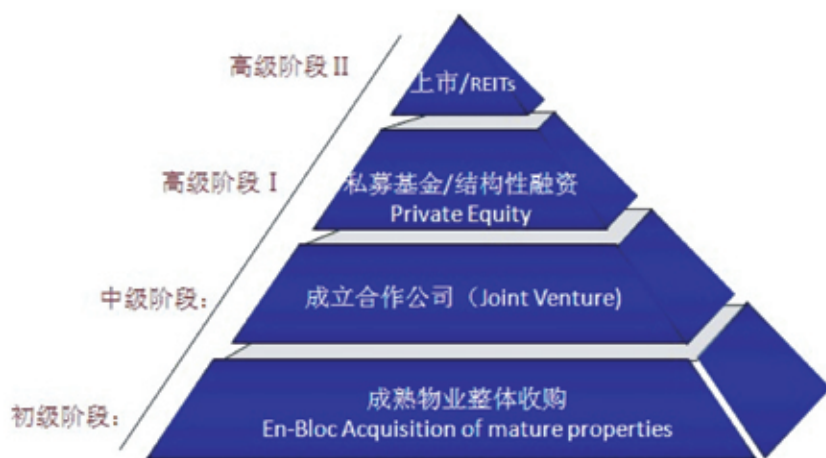 高级阶段 II
上市/REITs
高级阶段 I
私募基金/结构性融资
Private Equity
中级阶段：
成立合作公司（Joint Venture)
初级阶段：
成熟物业整体收购
En-Bloc Acquisition of mature properties